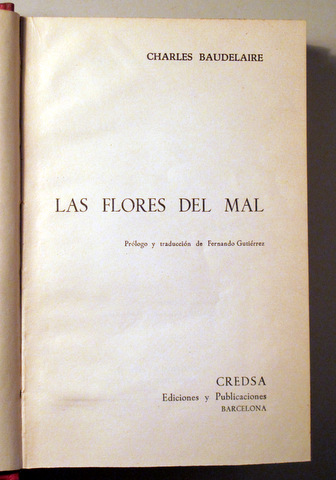 CHARLES BAUDELAIRE
LAS FLORES DEL MAL
Prólogo y traducción de Fernando Gutiérrez
CREDSA
Ediciones y Publicaciones
BARCELONA